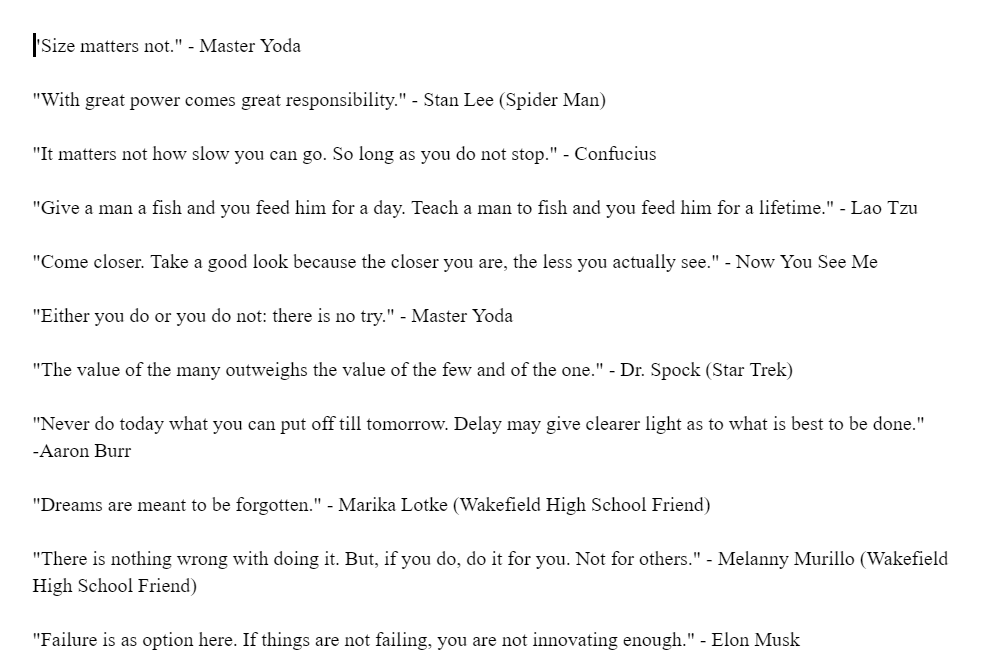 "Size matters not." - Master Yoda
"With great power comes great responsibility." - Stan Lee (Spider Man)
"It matters not how slow you can go. So long as you do not stop." - Confucius
"Give a man a fish and you feed him for a day. Teach a man to fish and you feed him for a lifetime." - Lao Tzu
"Come closer. Take a good look because the closer you are, the less you actually see." - Now You See Me
"Either you do or you do not: there is no try." - Master Yoda
"The value of the many outweighs the value of the few and of the one." - Dr. Spock (Star Trek)
"Never do today what you can put off till tomorrow. Delay may give clearer light as to what is best to be done."
-Aaron Burr
"Dreams are meant to be forgotten." - Marika Lotke (Wakefield High School Friend)
"There is nothing wrong with doing it. But, if you do, do it for you. Not for others." - Melanny Murillo (Wakefield
High School Friend)
"Failure is as option here. If things are not failing, you are not innovating enough." - Elon Musk